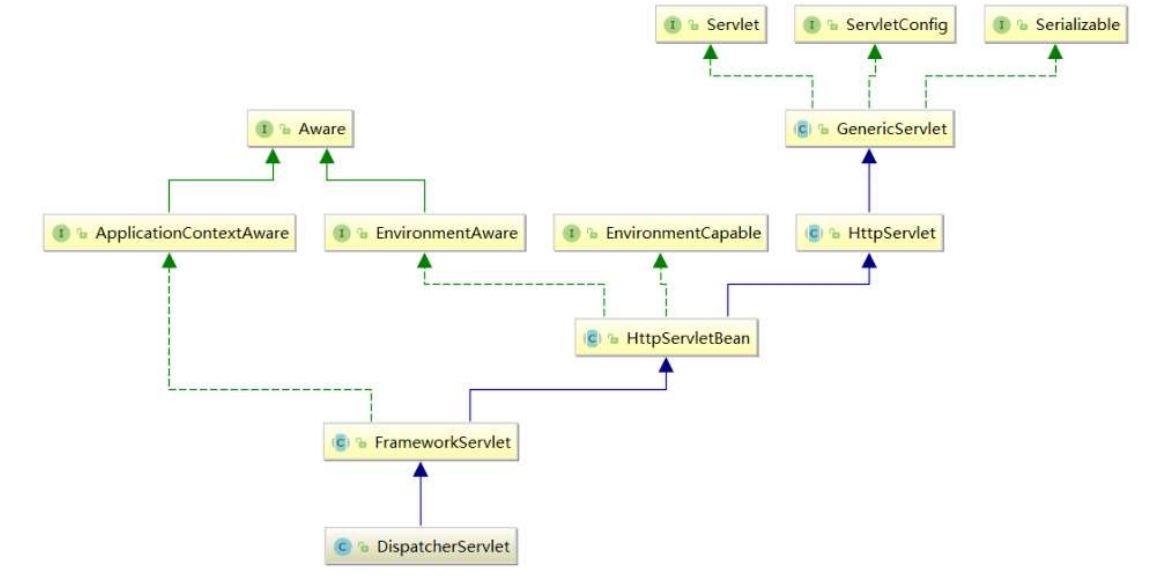 I Servlet
I ServletConfig
I Serializable
I Aware
C GenericServlet
I ApplicationContextAware
I EnvironmentAware
I EnvironmentCapable
C HttpServlet
C HttpServletBean
C FrameworkServlet
C DispatcherServlet